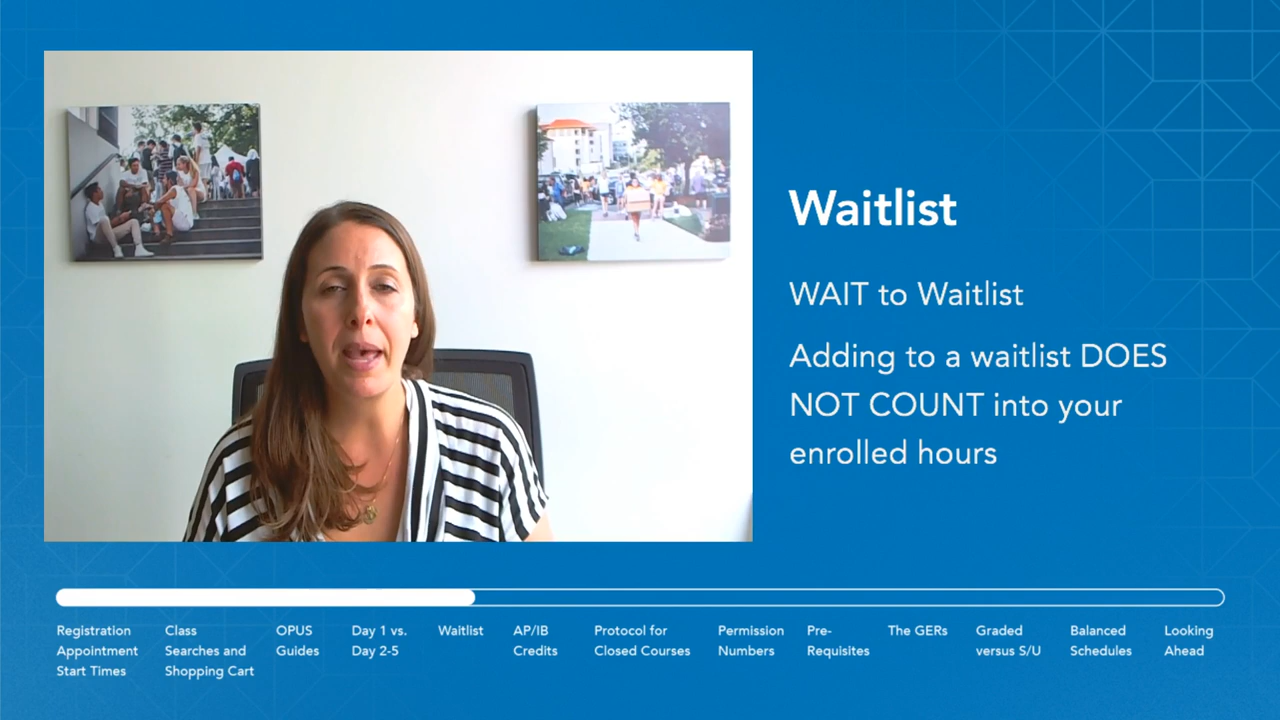 Waitlist
WAIT to Waitlist
Adding to a waitlist DOES
NOT COUNT into your
enrolled hours
Registration
Appointment
Start Times
Class
Searches and
Shopping Cart
OPUS
Guides
Day 1 vs.
Day 2-5
Waitlist
AP/IB
Credits
Protocol for
Closed Courses
Permission
Numbers
Pre-
Requisites
The GERs
Graded
versus S/U
Balanced
Schedules
Looking
Ahead